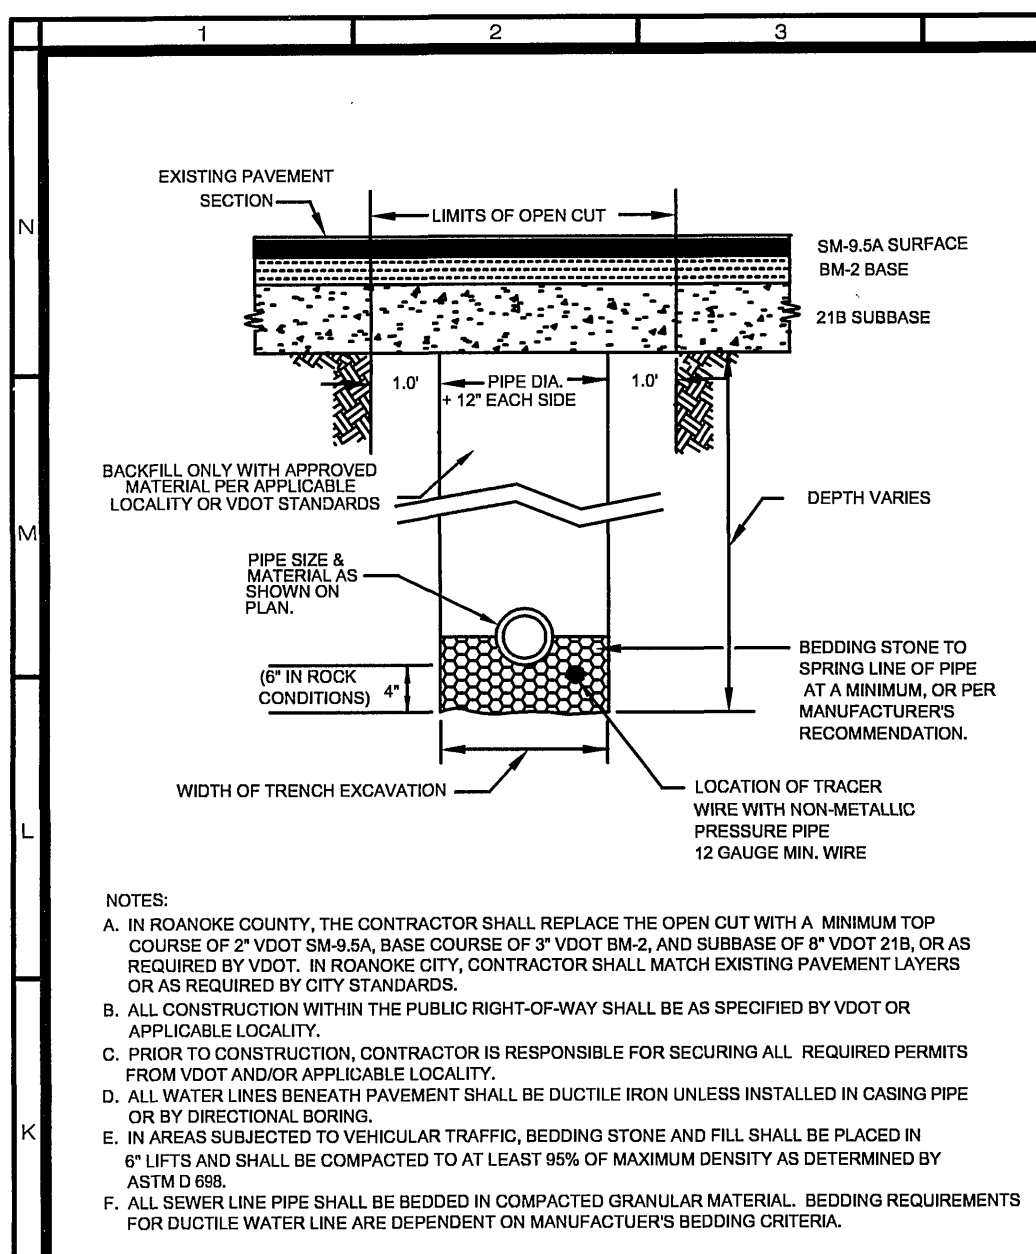 1 2 3
EXISTING PAVEMENT
SECTION
LIMITS OF OPEN CUT
N
SM-9.5A SURFACE
BM-2 BASE
21B SUBBASE
1.0' PIPE DIA. 1.0'
+ 12" EACH SIDE
BACKFILL ONLY WITH APPROVED
MATERIAL PER APPLICABLE
LOCALITY OR VDOT STANDARDS
DEPTH VARIES
M
PIPE SIZE &
MATERIAL AS
SHOWN ON
PLAN.
(6" IN ROCK
CONDITIONS) 4"
BEDDING STONE TO
SPRING LINE OF PIPE
AT A MINIMUM, OR PER
MANUFACTURER'S
RECOMMENDATION.
WIDTH OF TRENCH EXCAVATION
LOCATION OF TRACER
WIRE WITH NON-METALLIC
PRESSURE PIPE
12 GAUGE MIN. WIRE
L
NOTES:
A. IN ROANOKE COUNTY, THE CONTRACTOR SHALL REPLACE THE OPEN CUT WITH A MINIMUM TOP
COURSE OF 2" VDOT SM-9.5A, BASE COURSE OF 3" VDOT BM-2, AND SUBBASE OF 8" VDOT 21B, OR AS
REQUIRED BY VDOT. IN ROANOKE CITY, CONTRACTOR SHALL MATCH EXISTING PAVEMENT LAYERS
OR AS REQUIRED BY CITY STANDARDS.
B. ALL CONSTRUCTION WITHIN THE PUBLIC RIGHT-OF-WAY SHALL BE AS SPECIFIED BY VDOT OR
APPLICABLE LOCALITY.
C. PRIOR TO CONSTRUCTION, CONTRACTOR IS RESPONSIBLE FOR SECURING ALL REQUIRED PERMITS
FROM VDOT AND/OR APPLICABLE LOCALITY.
D. ALL WATER LINES BENEATH PAVEMENT SHALL BE DUCTILE IRON UNLESS INSTALLED IN CASING PIPE
OR BY DIRECTIONAL BORING.
K
E. IN AREAS SUBJECTED TO VEHICULAR TRAFFIC, BEDDING STONE AND FILL SHALL BE PLACED IN
6" LIFTS AND SHALL BE COMPACTED TO AT LEAST 95% OF MAXIMUM DENSITY AS DETERMINED BY
ASTM D 698.
F. ALL SEWER LINE PIPE SHALL BE BEDDED IN COMPACTED GRANULAR MATERIAL. BEDDING REQUIREMENTS
FOR DUCTILE WATER LINE ARE DEPENDENT ON MANUFACTUER'S BEDDING CRITERIA.